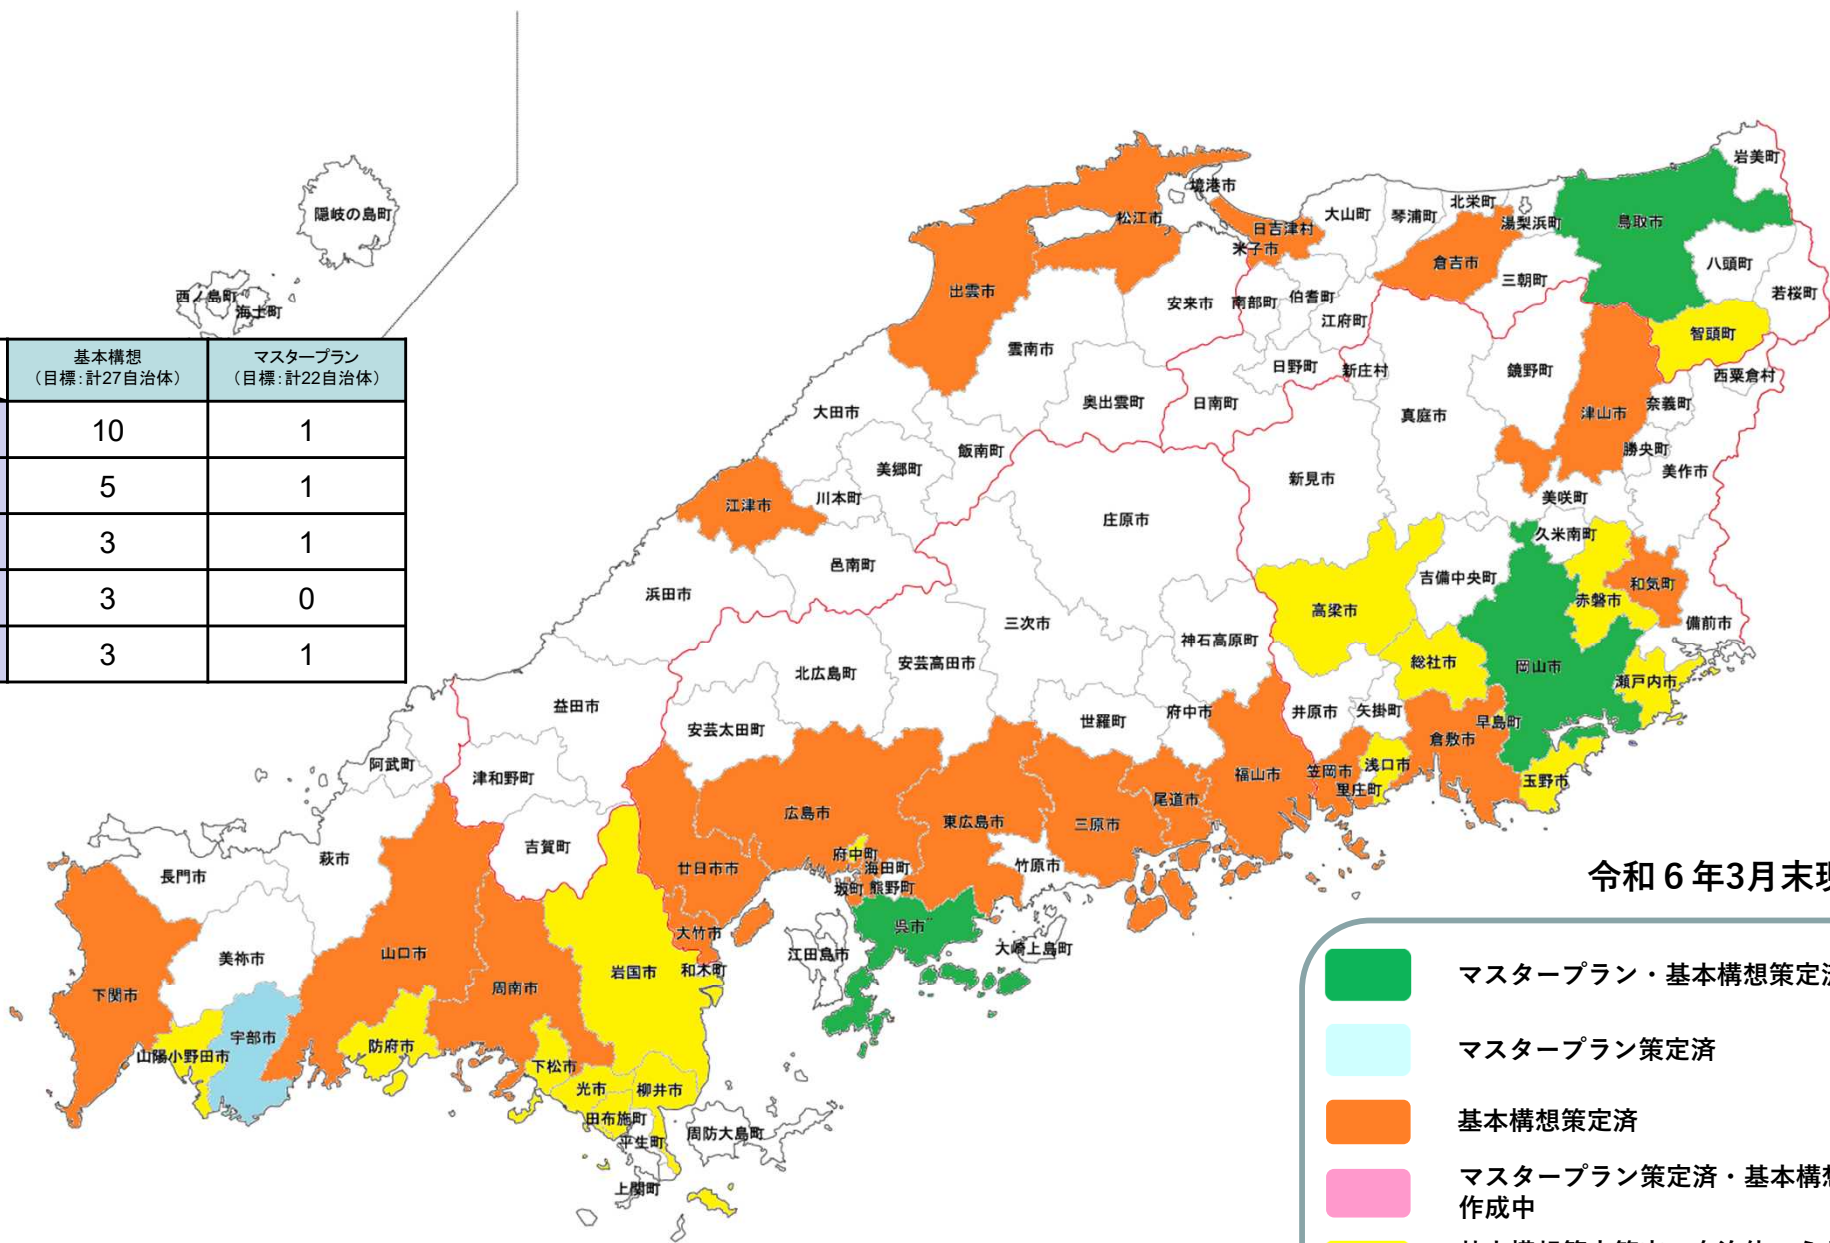 岩美町
境港市
隠岐の島町
北栄町
大山町
琴浦町
湯梨浜町
鳥取市
松江市
日吉津村
米子市
倉吉市
八頭町
三朝町
出雲市
西ノ島町
海士町
安来市
南部町
伯耆町
若桜町
江府町
智頭町
雲南市
日野町
新庄村
鏡野町
西粟倉村
奥出雲町
日南町
大田市
真庭市
津山市
奈義町
飯南町
勝央町
美郷町
美作市
新見市
川本町
美咲町
江津市
庄原市
久米南町
邑南町
吉備中央町
和気町
浜田市
高梁市
赤磐市
三次市
備前市
神石高原町
安芸高田市
総社市
岡山市
北広島町
瀬戸内市
益田市
府中市
井原市
矢掛町
世羅町
早島町
安芸太田町
倉敷市
阿武町
津和野町
福山市
笠岡市
浅口市
玉野市
里庄町
尾道市
広島市
東広島市
三原市
吉賀町
府中町
萩市
長門市
廿日市市
海田町
竹原市
坂町
熊野町
呉市
大竹市
大崎上島町
江田島市
山口市
美祢市
和木町
岩国市
周南市
下関市
宇部市
防府市
山陽小野田市
下松市
光市
柳井市
田布施町
周防大島町
平生町
上関町
基本構想
（目標:計27自治体）
マスタープラン
（目標:計22自治体）
10 1
5 1
3 1
3 0
3 1
令和６年3月末
マスタープラン・基本構想策定
マスタープラン策定済
基本構想策定済
マスタープラン策定済・基本構
作成中